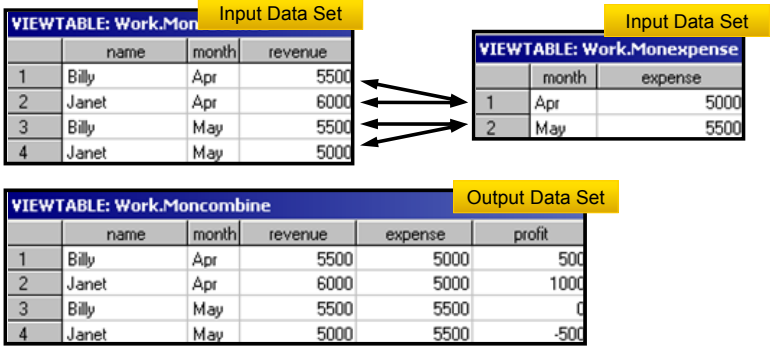 VIEWTABLE: Work.Mon
Input Data Set
name month revenue
1 Billy Apr 5500
2 Janet Apr 6000
3 Billy May 5500
4 Janet May 5000
Input Data Set
VIEWTABLE: Work.Monexpense
month expense
1 Apr 5000
2 May 5500
VIEWTABLE: Work.Moncombine
Output Data Set
name month revenue expense profit
1 Billy Apr 5500 5000 500
2 Janet Apr 6000 5000 1000
3 Billy May 5500 5500 0
4 Janet May 5000 5500 -500